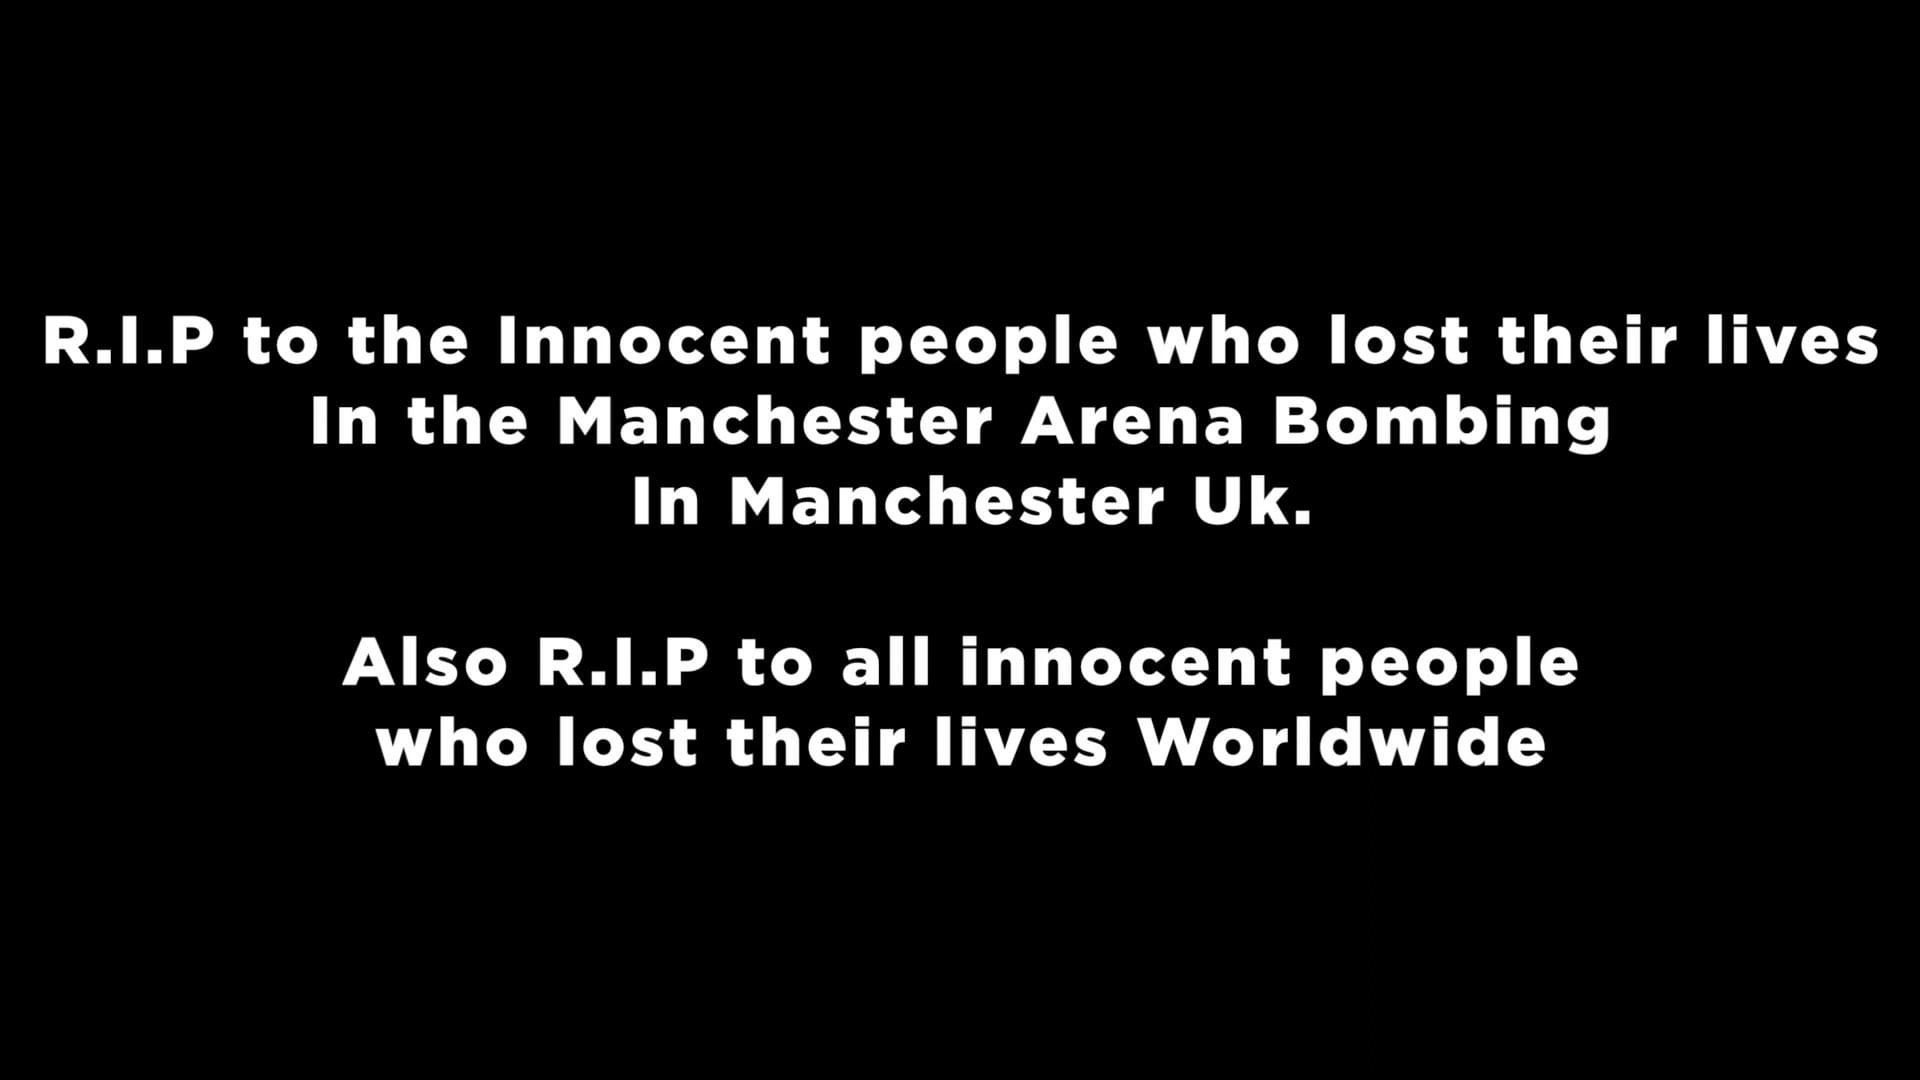 R.I.P to the Innocent people who lost their lives
In the Manchester Arena Bombing
In Manchester Uk.
Also R.I.P to all innocent people
who lost their lives Worldwide